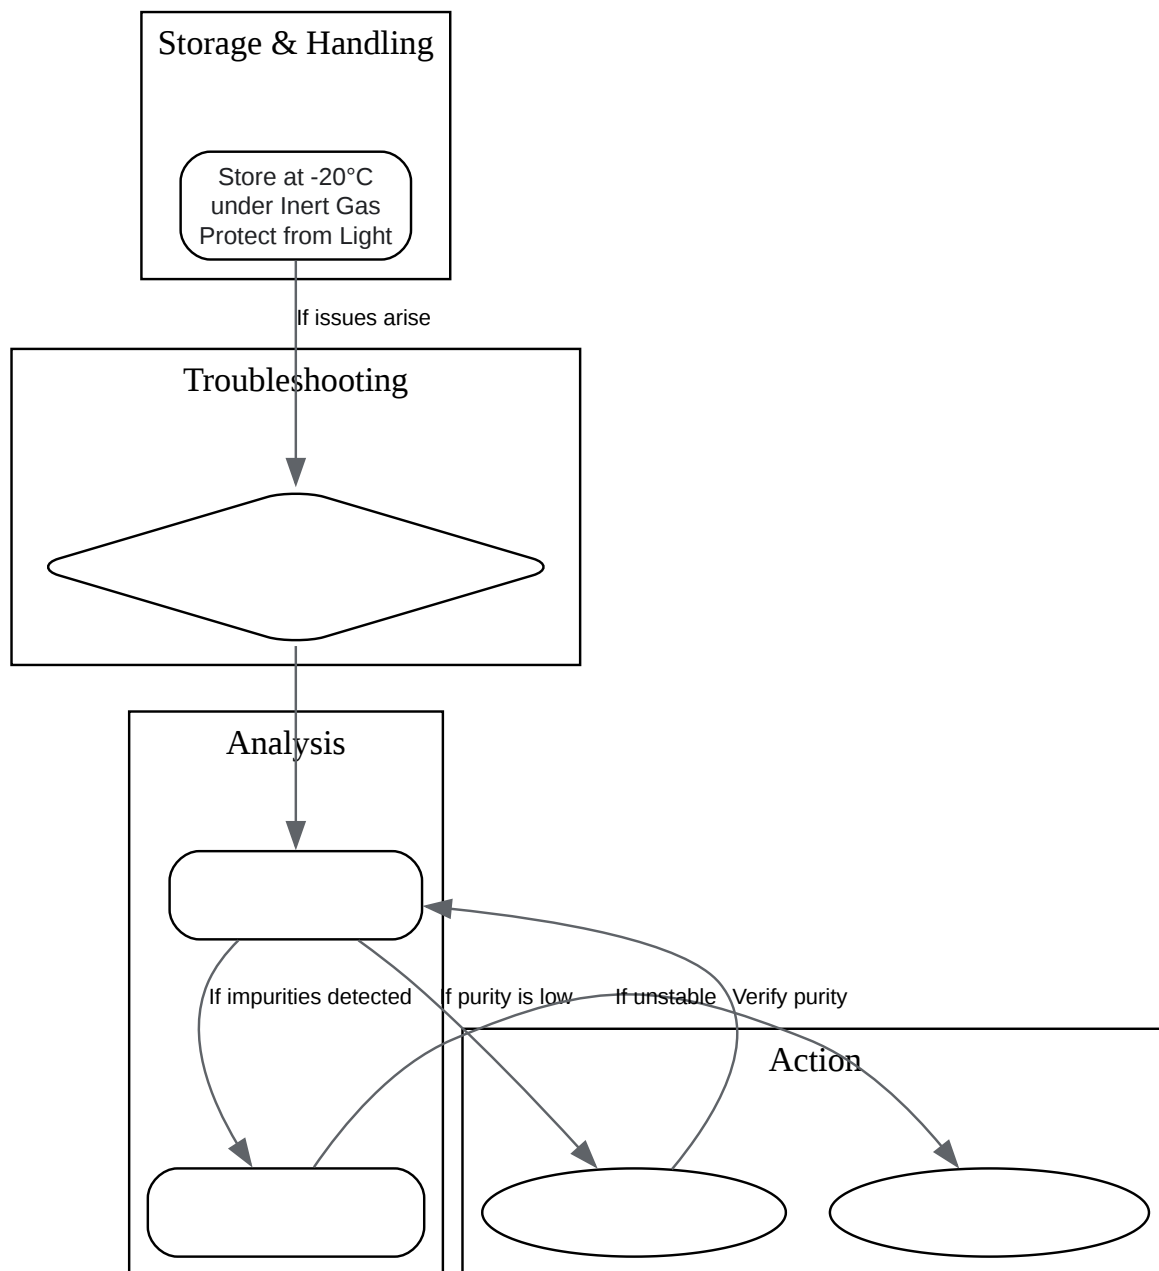 Storage & Handling
Store at -20°C
under Inert Gas
Protect from Light
If issues arise
Troubleshooting
Analysis
If impurities detected
If purity is low
If unstable
Verify purity
Action